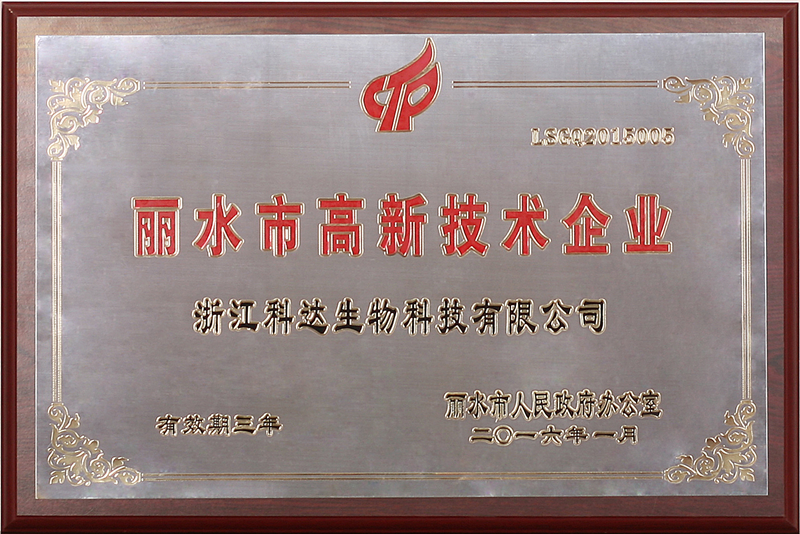 LSGQ2015005
丽水市高新技术企业
浙江科达生物科技有限公司
有效期三年
丽水市人民政府办公室
二〇一六年一月